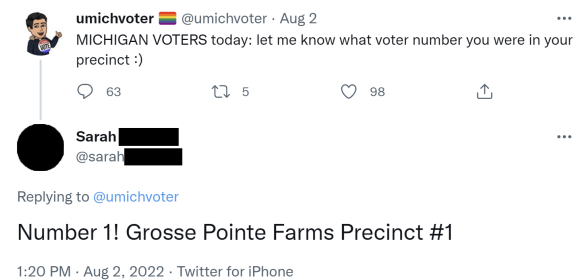 umichvoter 🏳️‍🌈 @umichvoter · Aug 2
MICHIGAN VOTERS today: let me know what voter number you were in your
precinct :)
63 5 98
Sarah
@sarah
Replying to @umichvoter
Number 1! Grosse Pointe Farms Precinct #1
1:20 PM · Aug 2, 2022 · Twitter for iPhone